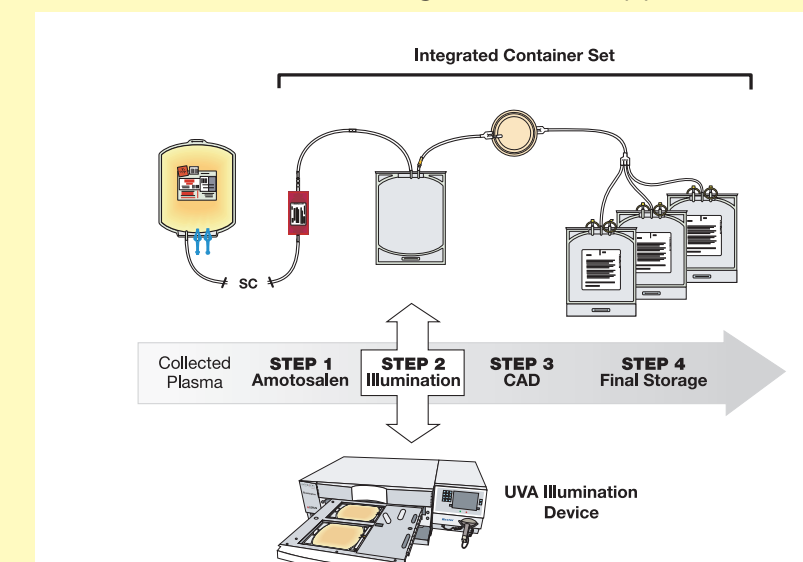 Integrated Container Set
SC
Collected
Plasma
STEP 1
Amotosalen
STEP 2
Illumination
STEP 3
CAD
STEP 4
Final Storage
UVA Illumination
Device